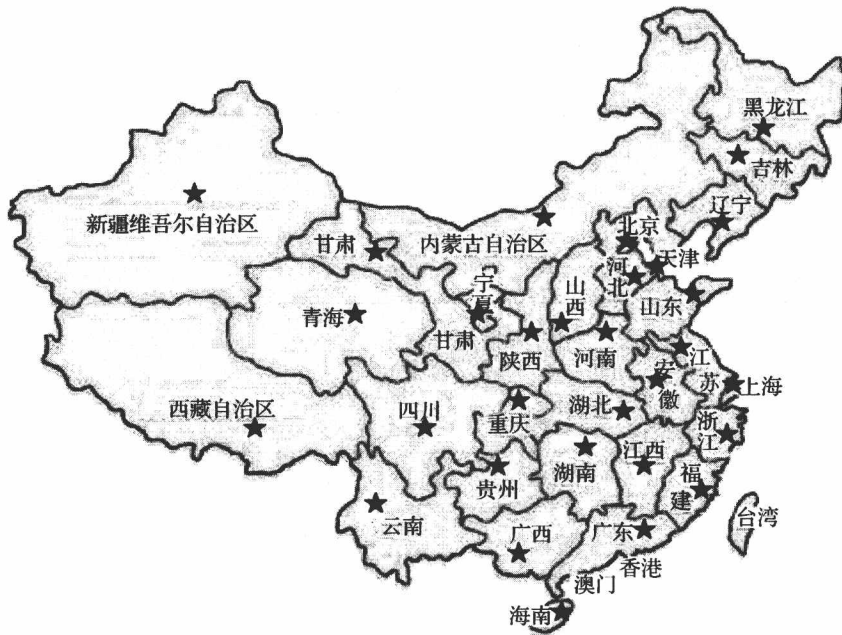 黑龙江
吉林
辽宁
新疆维吾尔自治区
甘肃
内蒙古自治区
北京
天津
河北
山西
宁夏
山东
青海
甘肃
陕西
河南
江苏
安徽
上海
西藏自治区
四川
重庆
湖北
浙江
湖南
江西
贵州
福建
云南
广西
广东
台湾
香港
澳门
海南